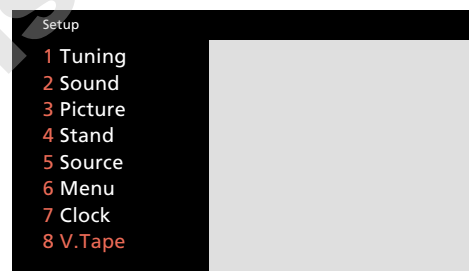 Setup
1 Tuning
2 Sound
3 Picture
4 Stand
5 Source
6 Menu
7 Clock
8 V.Tape